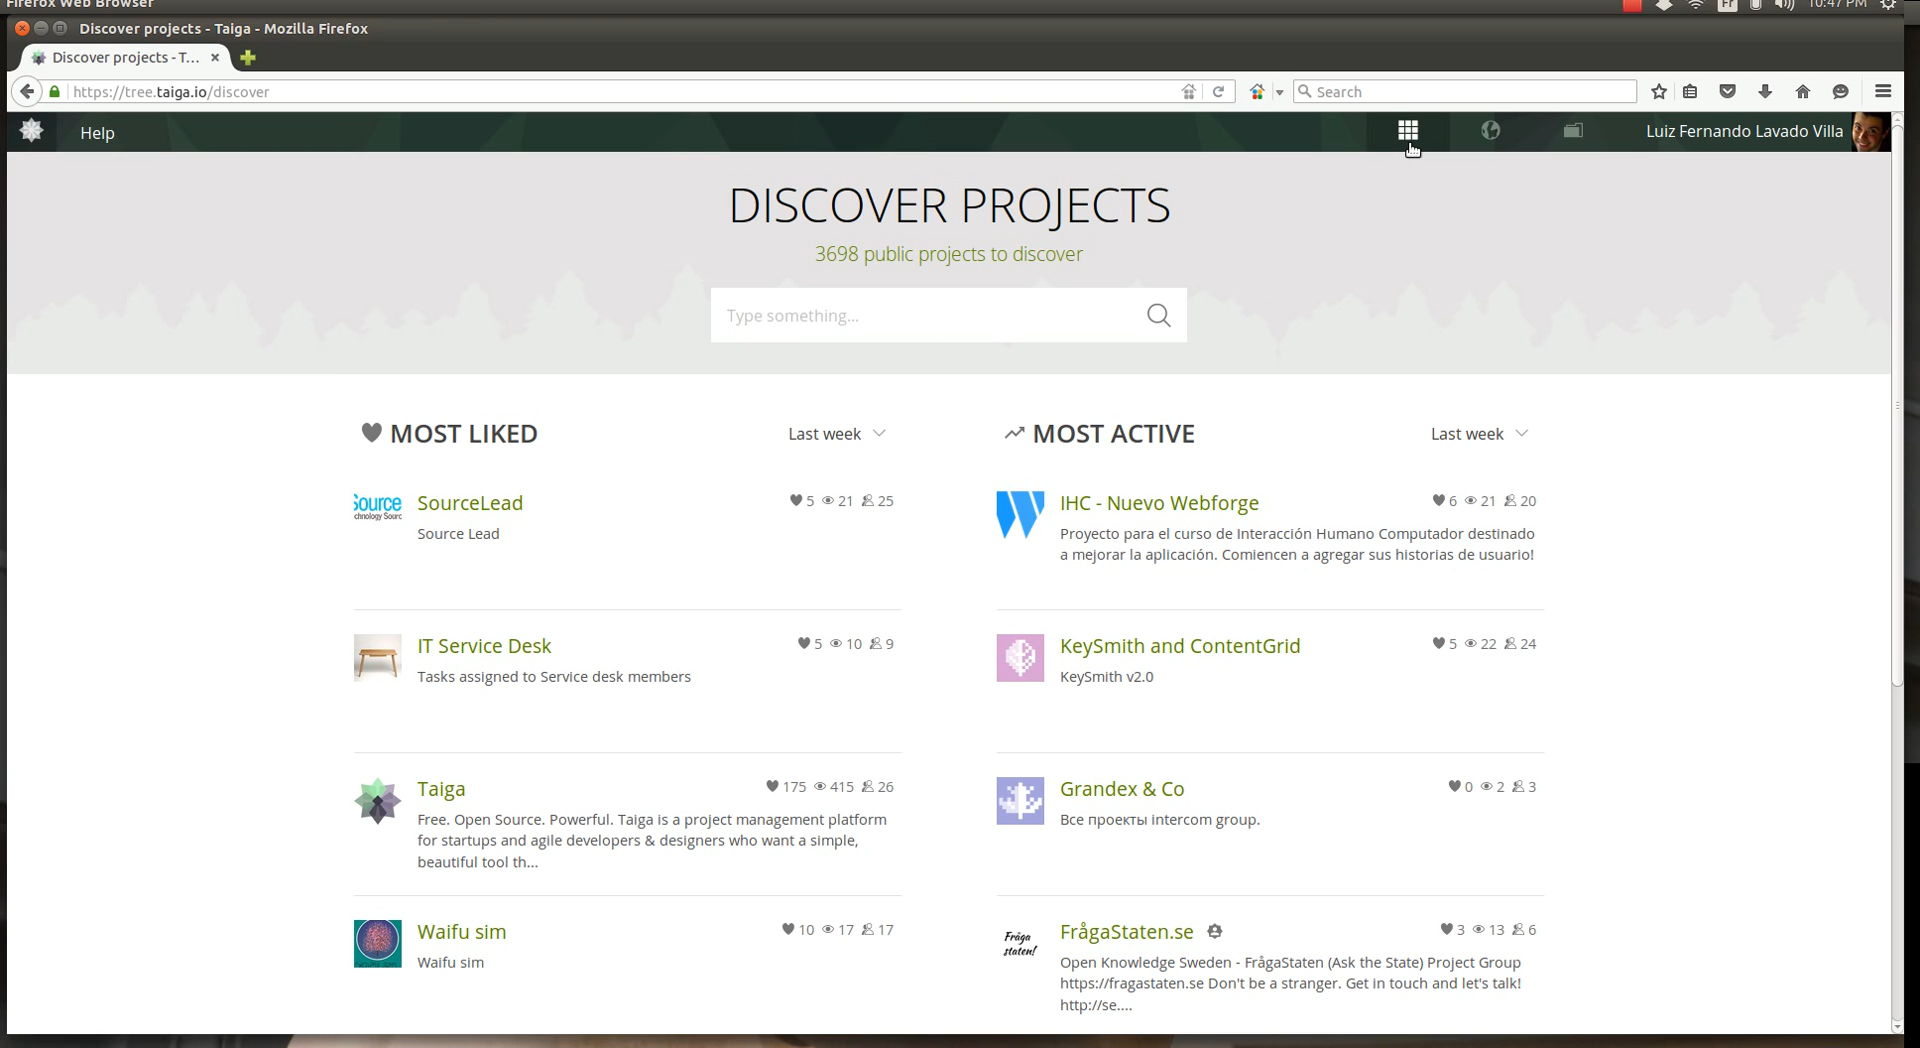 Firefox Web Browser
Fr
10:47 PM
Discover projects - Taiga - Mozilla Firefox
Discover projects - T...
https://tree.taiga.io/discover
Search
Help
Luiz Fernando Lavado Villa
DISCOVER PROJECTS
3698 public projects to discover
Type something...
MOST LIKED
Last week
SourceLead
5 21 25
Source Lead
IT Service Desk
5 10 9
Tasks assigned to Service desk members
Taiga
175 415 26
Free. Open Source. Powerful. Taiga is a project management platform
for startups and agile developers & designers who want a simple,
beautiful tool th...
Waifu sim
10 17 17
Waifu sim
MOST ACTIVE
Last week
IHC - Nuevo Webforge
6 21 20
Proyecto para el curso de Interacción Humano Computador destinado
a mejorar la aplicación. Comiencen a agregar sus historias de usuario!
KeySmith and ContentGrid
5 22 24
KeySmith v2.0
Grandex & Co
0 2 3
Все проекты intercom group.
Fråga
staten!
FrågaStaten.se
3 13 6
Open Knowledge Sweden - FrågaStaten (Ask the State) Project Group
https://fragastaten.se Don't be a stranger. Get in touch and let's talk!
http://se....